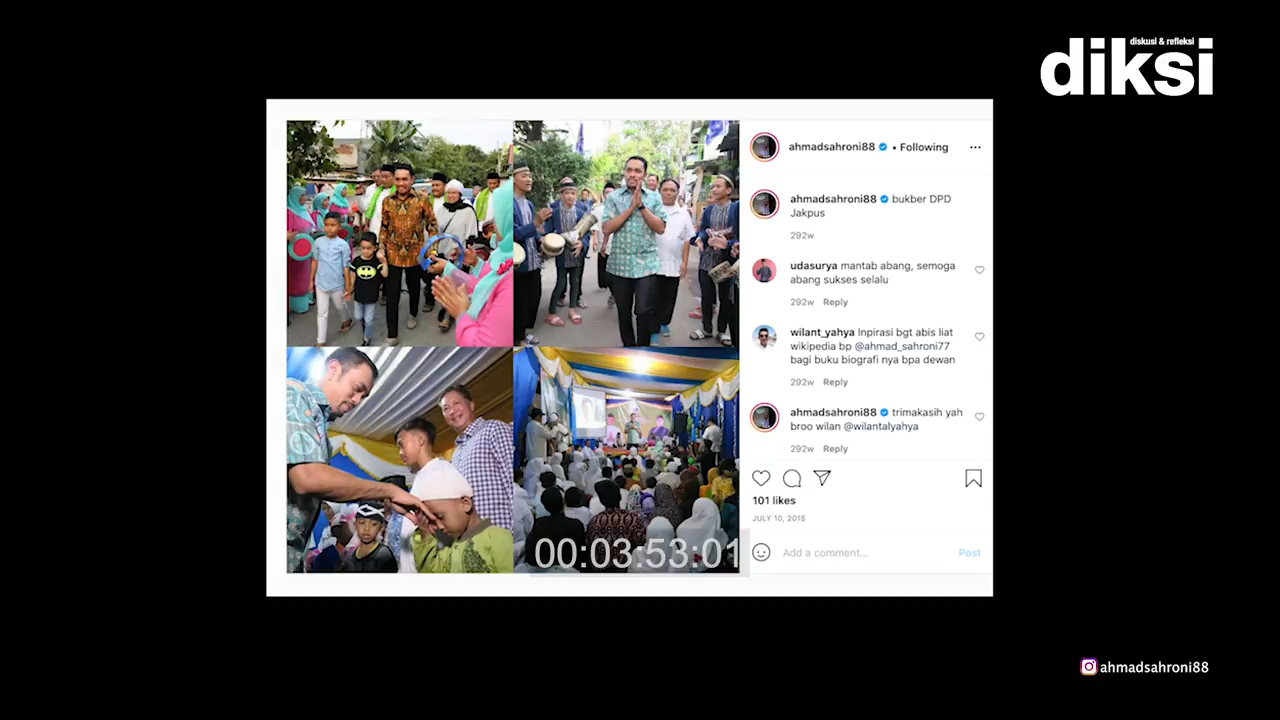 diskusi & refleksi
diksi
ahmadsahroni88 • Following
ahmadsahroni88 bukber DPD
Jakpus
292w
udasurya mantab abang, semoga
abang sukses selalu
292w Reply
wilant_yahya Inpirasi bgt abis liat
wikipedia bp @ahmad_sahroni77
bagi buku biografi nya bpa dewan
292w Reply
ahmadsahroni88 trimakasih yah
broo wilan @wilantalyahya
292w Reply
101 likes
JULY 10, 2015
Add a comment... Post
00:03:53:01
ahmadsahroni88